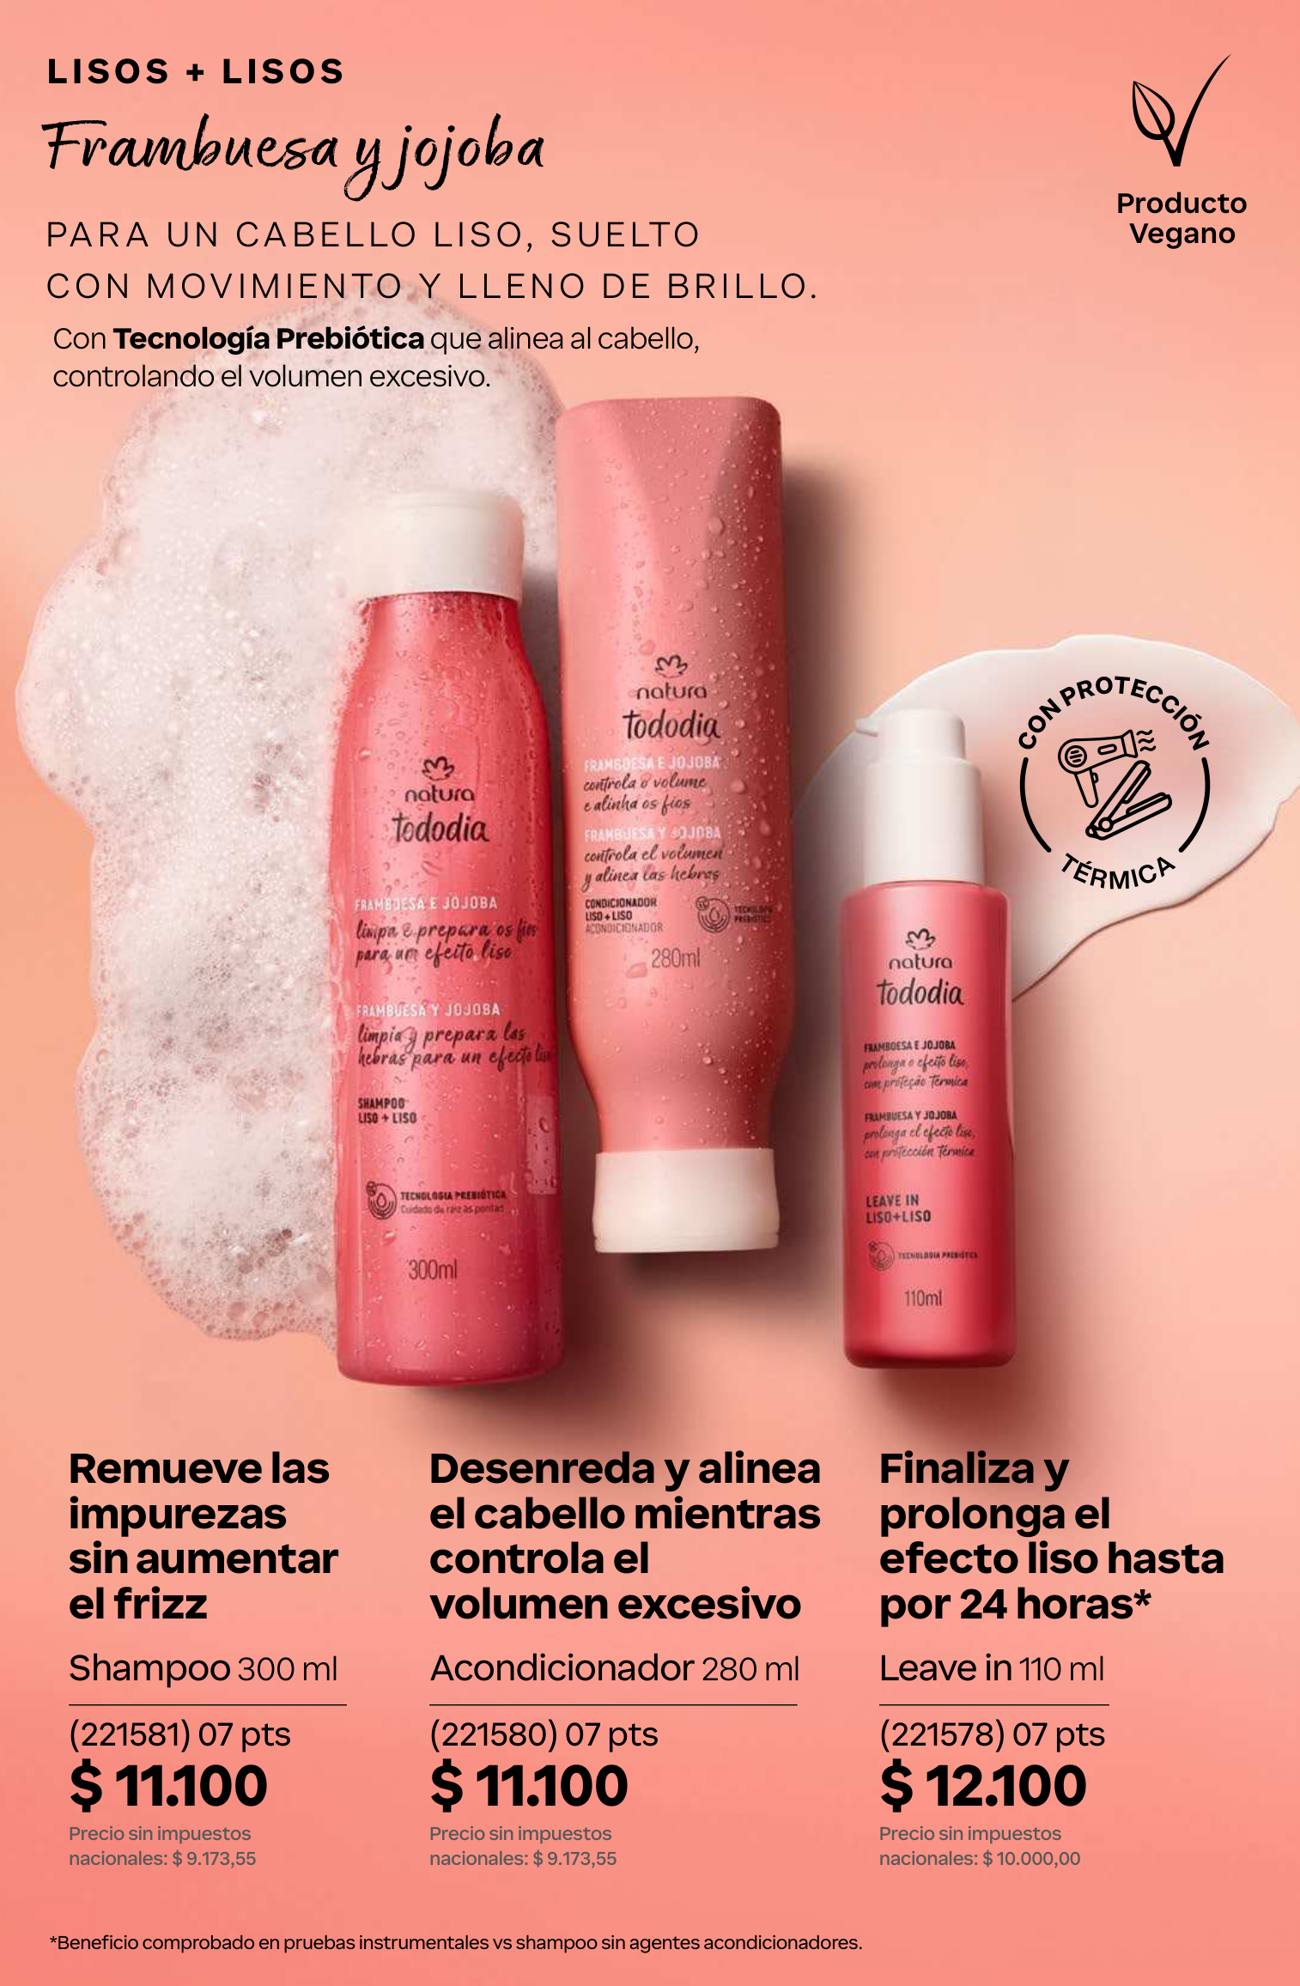 LISOS + LISOS
Frambuesa y jojoba
PARA UN CABELLO LISO, SUELTO
CON MOVIMIENTO Y LLENO DE BRILLO.
Con Tecnología Prebiótica que alinea al cabello,
controlando el volumen excesivo.
Producto
Vegano
natura
tododia
FRAMBOESA E JOJOBA
limpa e prepara os fios
para um efeito liso
FRAMBUESA Y JOJOBA
limpia y prepara las
hebras para un efecto liso
SHAMPOO
LISO + LISO
TECNOLOGIA PREBIÓTICA
Cuidado da raiz às pontas
300ml
natura
tododia
FRAMBOESA E JOJOBA
controla o volume
e alinha os fios
FRAMBUESA Y JOJOBA
controla el volumen
y alinea las hebras
CONDICIONADOR
LISO + LISO
ACONDICIONADOR
TECNOLOGIA
PREBIÓTICA
280ml
CON PROTECCIÓN
TÉRMICA
natura
tododia
FRAMBOESA E JOJOBA
prolonga o efeito liso,
com proteção térmica
FRAMBUESA Y JOJOBA
prolonga el efecto liso,
con protección térmica
LEAVE IN
LISO+LISO
TECNOLOGIA PREBIÓTICA
110ml
Remueve las
impurezas
sin aumentar
el frizz
Shampoo 300 ml
(221581) 07 pts
$ 11.100
Precio sin impuestos
nacionales: $ 9.173,55
Desenreda y alinea
el cabello mientras
controla el
volumen excesivo
Acondicionador 280 ml
(221580) 07 pts
$ 11.100
Precio sin impuestos
nacionales: $ 9.173,55
Finaliza y
prolonga el
efecto liso hasta
por 24 horas*
Leave in 110 ml
(221578) 07 pts
$ 12.100
Precio sin impuestos
nacionales: $ 10.000,00
*Beneficio comprobado en pruebas instrumentales vs shampoo sin agentes acondicionadores.